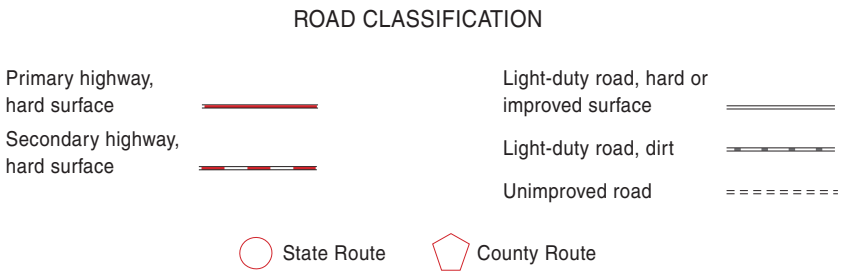 ROAD CLASSIFICATION
Primary highway,
hard surface
Secondary highway,
hard surface
Light-duty road, hard or
improved surface
Light-duty road, dirt
Unimproved road
State Route
County Route